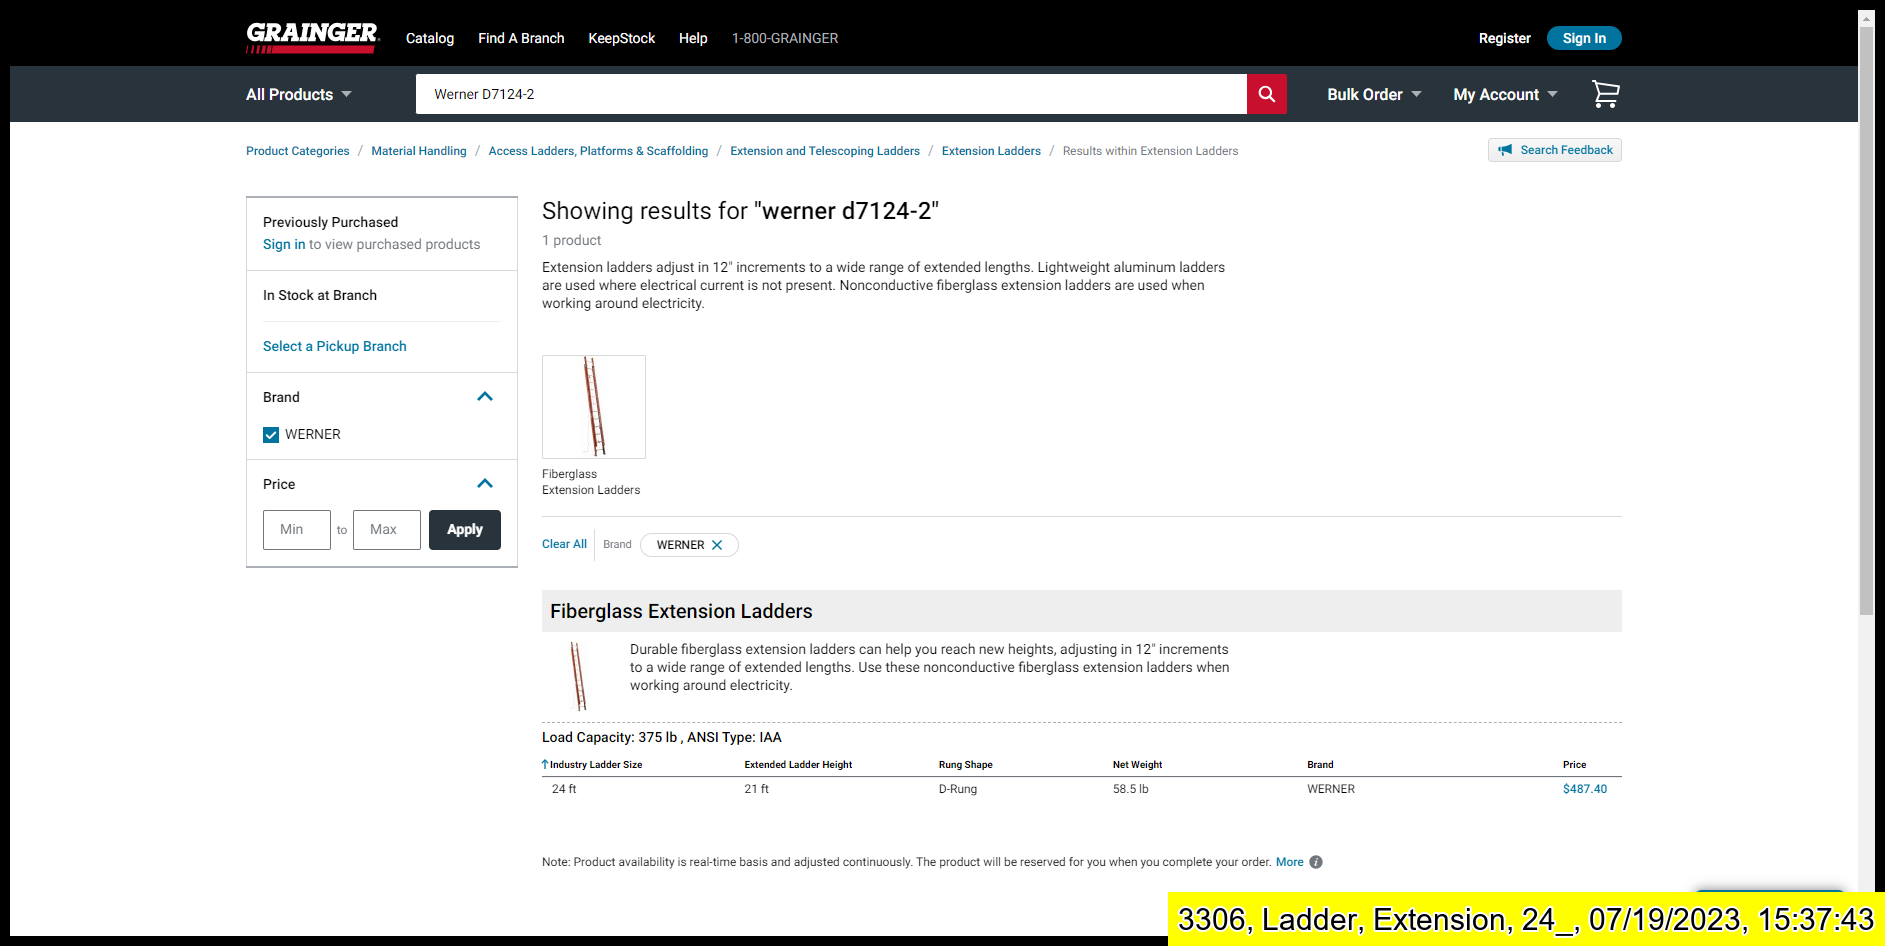 GRAINGER
Catalog Find A Branch KeepStock Help 1-800-GRAINGER Register Sign In
All Products Werner D7124-2 Bulk Order My Account
Product Categories / Material Handling / Access Ladders, Platforms & Scaffolding / Extension and Telescoping Ladders / Extension Ladders / Results within Extension Ladders
Search Feedback
Previously Purchased
Sign in to view purchased products
In Stock at Branch
Select a Pickup Branch
Brand
WERNER
Price
Min to Max Apply
Showing results for "werner d7124-2"
1 product
Extension ladders adjust in 12" increments to a wide range of extended lengths. Lightweight aluminum ladders
are used where electrical current is not present. Nonconductive fiberglass extension ladders are used when
working around electricity.
Fiberglass
Extension Ladders
Clear All Brand WERNER
Fiberglass Extension Ladders
Durable fiberglass extension ladders can help you reach new heights, adjusting in 12" increments
to a wide range of extended lengths. Use these nonconductive fiberglass extension ladders when
working around electricity.
Load Capacity: 375 lb , ANSI Type: IAA
Industry Ladder Size Extended Ladder Height Rung Shape Net Weight Brand Price
24 ft 21 ft D-Rung 58.5 lb WERNER $487.40
Note: Product availability is real-time basis and adjusted continuously. The product will be reserved for you when you complete your order. More
3306, Ladder, Extension, 24_, 07/19/2023, 15:37:43